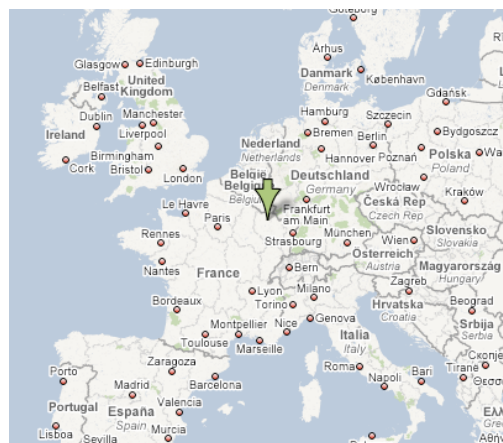 Göteborg
Glasgow
Edinburgh
Århus
Danmark
Denmark
København
Belfast
United
Kingdom
Gdańsk
Ireland
Dublin
Manchester
Liverpool
Hamburg
Szczecin
Bremen
Berlin
Bydgoszcz
Cork
Birmingham
Bristol
London
Nederland
Netherlands
Hannover
Poznań
Polska
Poland
België
Belgiqu
Belgiu
Deutschland
Germany
Wrocław
Kraków
Le Havre
Paris
Frankfurt
am Main
Česká Rep
Czech Rep
Rennes
Strasbourg
München
Wien
Slovensko
Slovakia
Nantes
Österreich
Austria
Magyarország
Hungary
France
Bern
Lyon
Milano
Zagreb
Torino
Hrvatska
Croatia
Beograd
Bordeaux
Genova
Srbija
Serbia
Toulouse
Montpellier
Nice
Marseille
Italia
Italy
Скопје
Tiranë
Porto
Zaragoza
Barcelona
Roma
Napoli
Bari
Madrid
Portugal
España
Spain
Valencia
Lisboa
Sevilla
Murcia